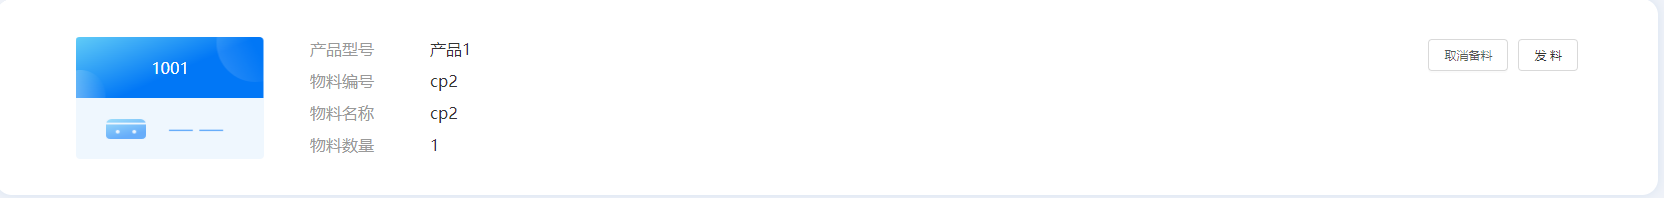 1001
产品型号 产品1
物料编号 cp2
物料名称 cp2
物料数量 1
取消备料 发 料